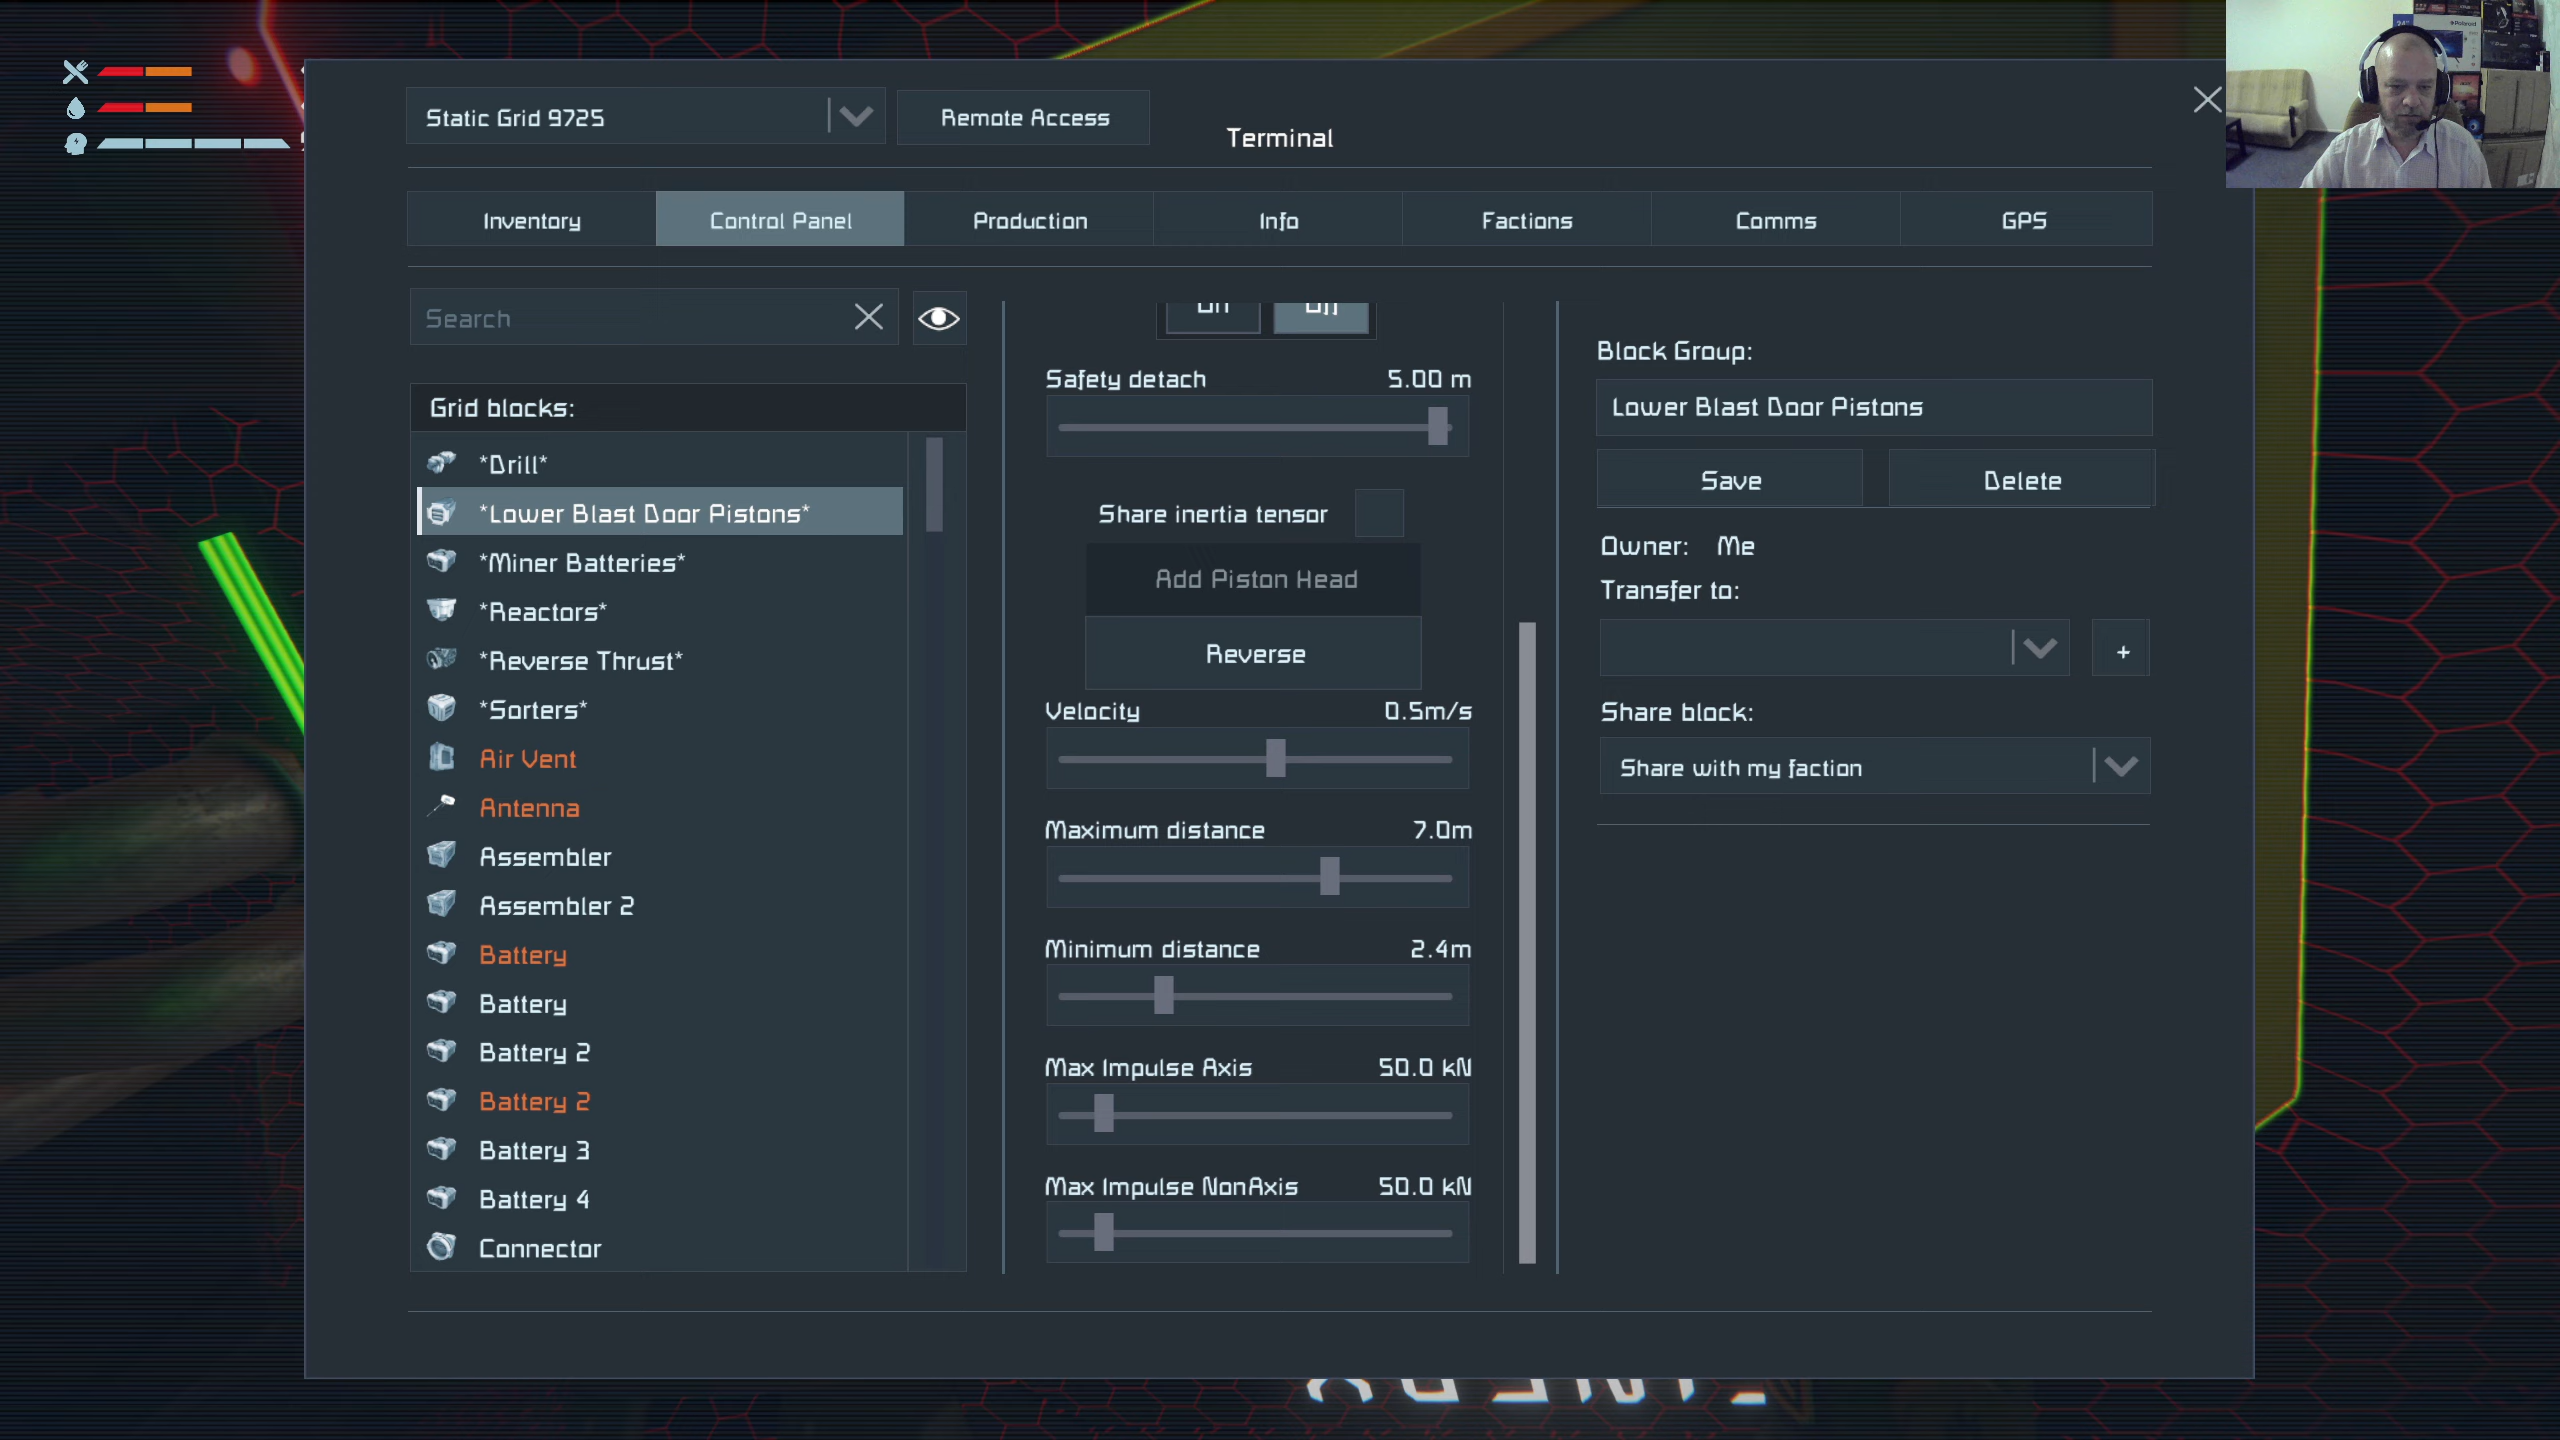 Static Grid 9725
Remote Access
Terminal
Inventory
Control Panel
Production
Info
Factions
Comms
GPS
Search
Grid blocks:
*Drill*
*Lower Blast Door Pistons*
*Miner Batteries*
*Reactors*
*Reverse Thrust*
*Sorters*
Air Vent
Antenna
Assembler
Assembler 2
Battery
Battery
Battery 2
Battery 2
Battery 3
Battery 4
Connector
On
Off
Safety detach 5.00 m
Share inertia tensor
Add Piston Head
Reverse
Velocity 0.5m/s
Maximum distance 7.0m
Minimum distance 2.4m
Max Impulse Axis 50.0 kN
Max Impulse NonAxis 50.0 kN
Block Group:
Lower Blast Door Pistons
Save
Delete
Owner: Me
Transfer to:
+
Share block:
Share with my faction